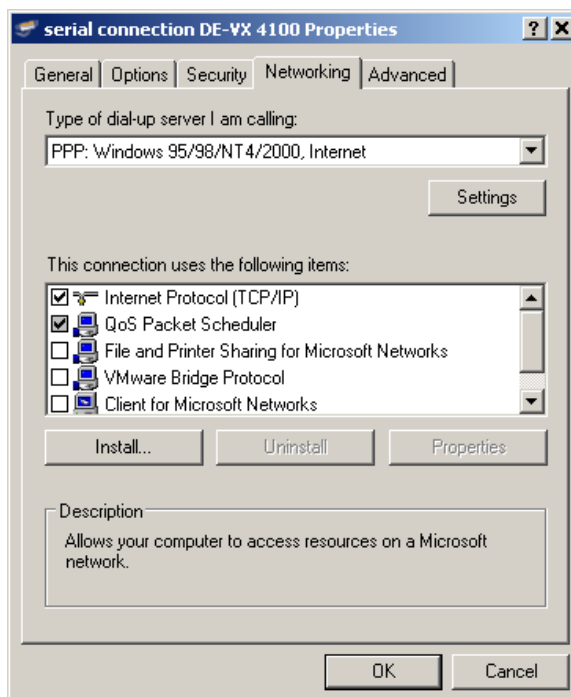 serial connection DE-VX 4100 Properties
General Options Security Networking Advanced
Type of dial-up server I am calling:
PPP: Windows 95/98/NT4/2000, Internet
Settings
This connection uses the following items:
Internet Protocol (TCP/IP)
QoS Packet Scheduler
File and Printer Sharing for Microsoft Networks
VMware Bridge Protocol
Client for Microsoft Networks
Install... Uninstall Properties
Description
Allows your computer to access resources on a Microsoft
network.
OK Cancel